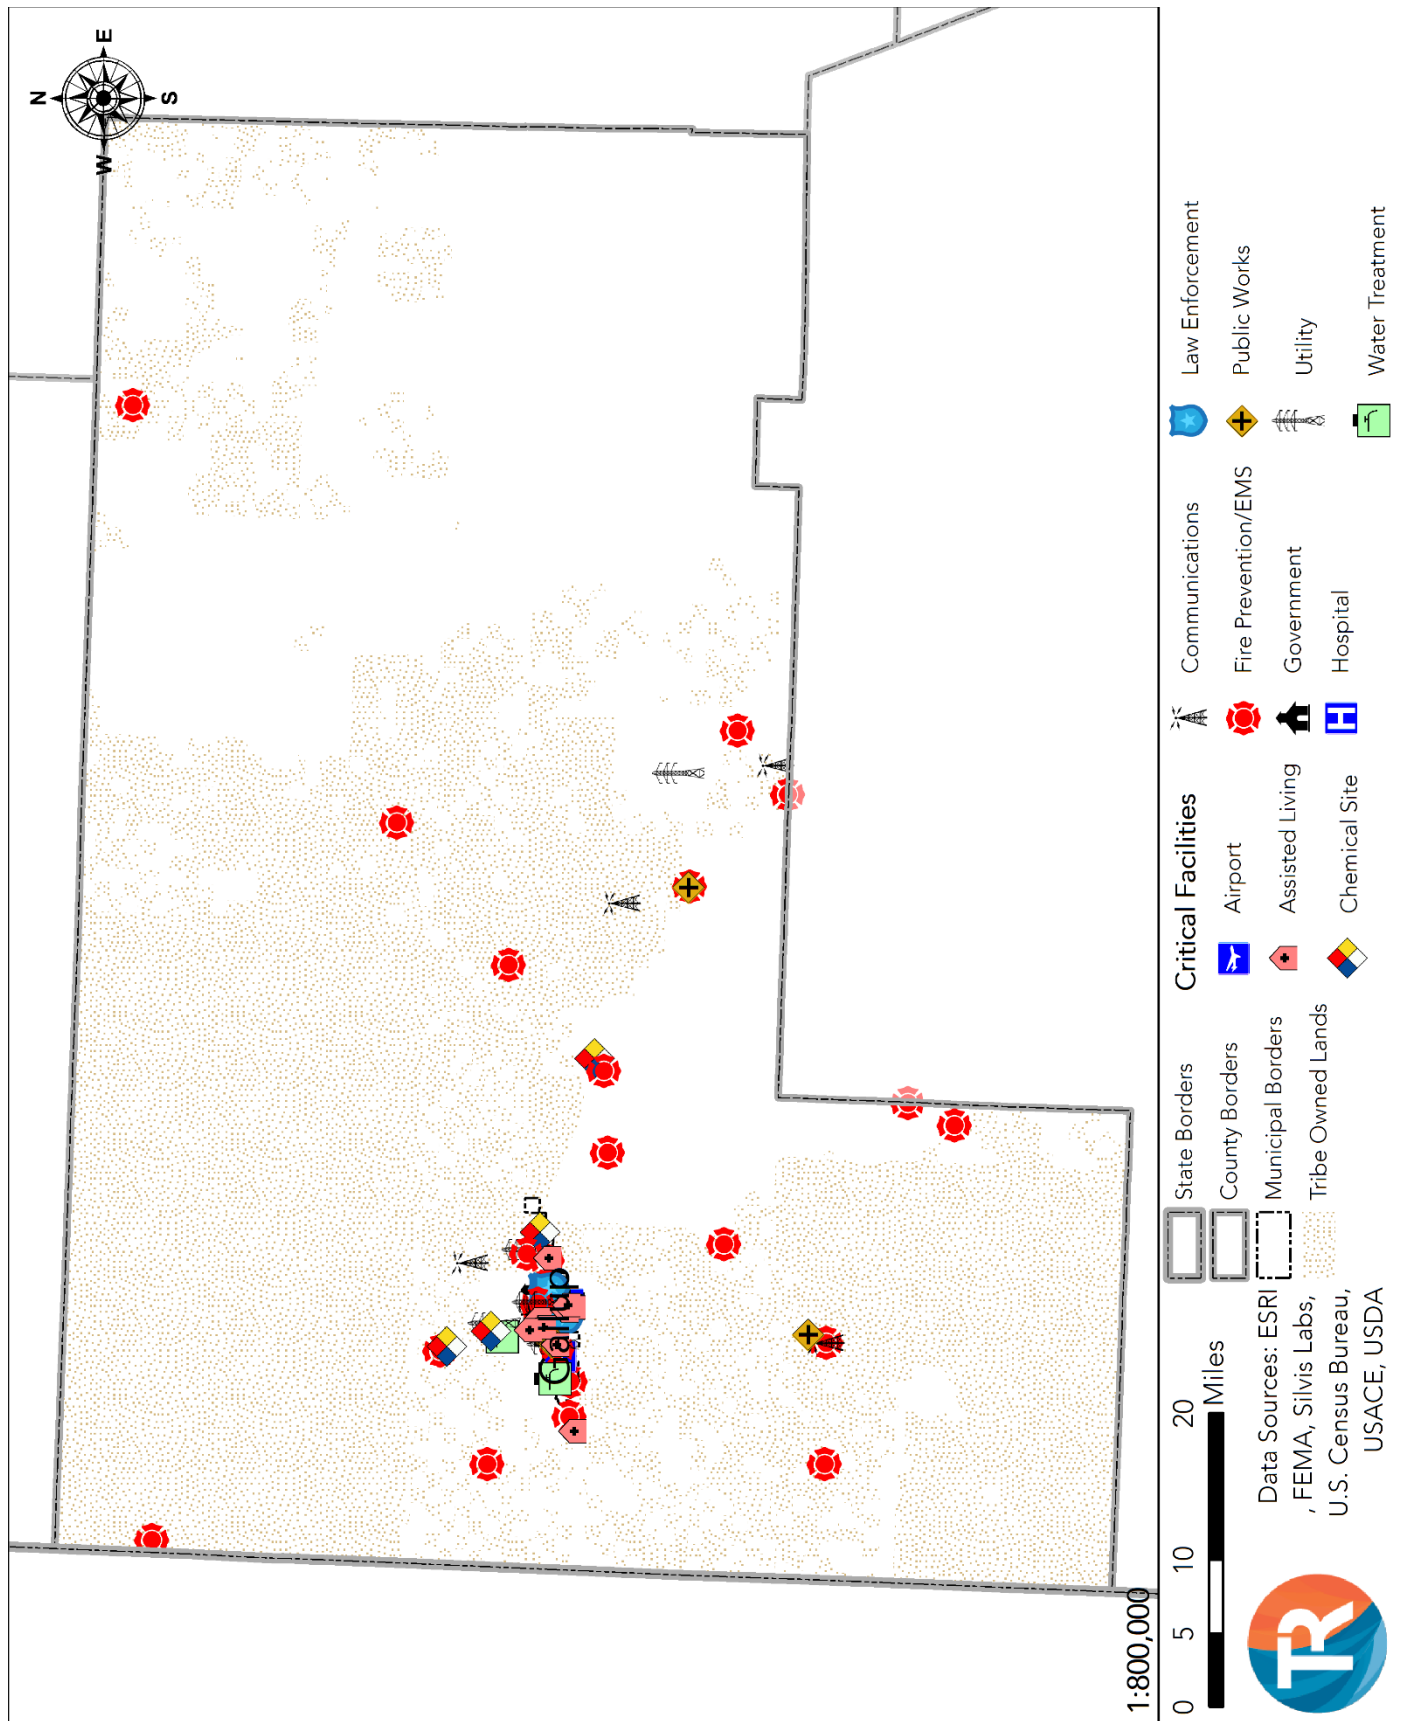 N
E
S
W
Gallup
1:800,000
0 5 10 20
Miles
Data Sources: ESRI
, FEMA, Silvis Labs,
U.S. Census Bureau,
USACE, USDA
State Borders
County Borders
Municipal Borders
Tribe Owned Lands
Critical Facilities
Airport
Assisted Living
Chemical Site
Communications
Fire Prevention/EMS
Government
Hospital
Law Enforcement
Public Works
Utility
Water Treatment
H
TR